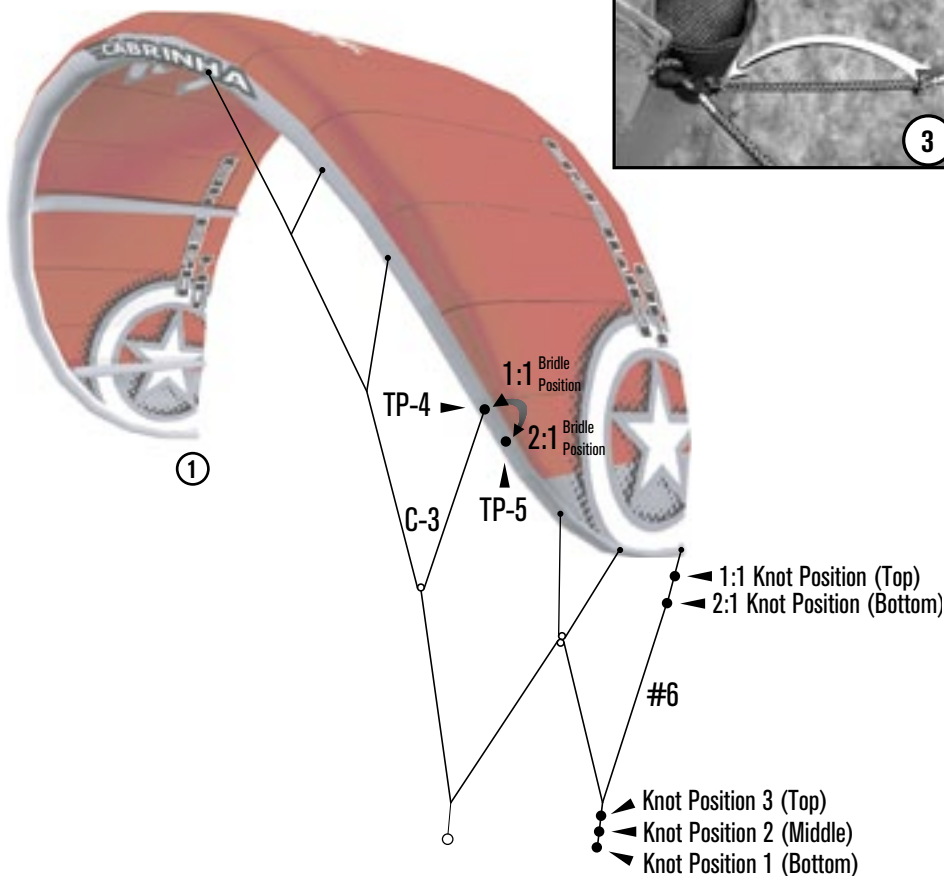 CABRINHA
3
1:1 Bridle Position
TP-4
2:1 Bridle Position
1
TP-5
C-3
1:1 Knot Position (Top)
2:1 Knot Position (Bottom)
#6
Knot Position 3 (Top)
Knot Position 2 (Middle)
Knot Position 1 (Bottom)